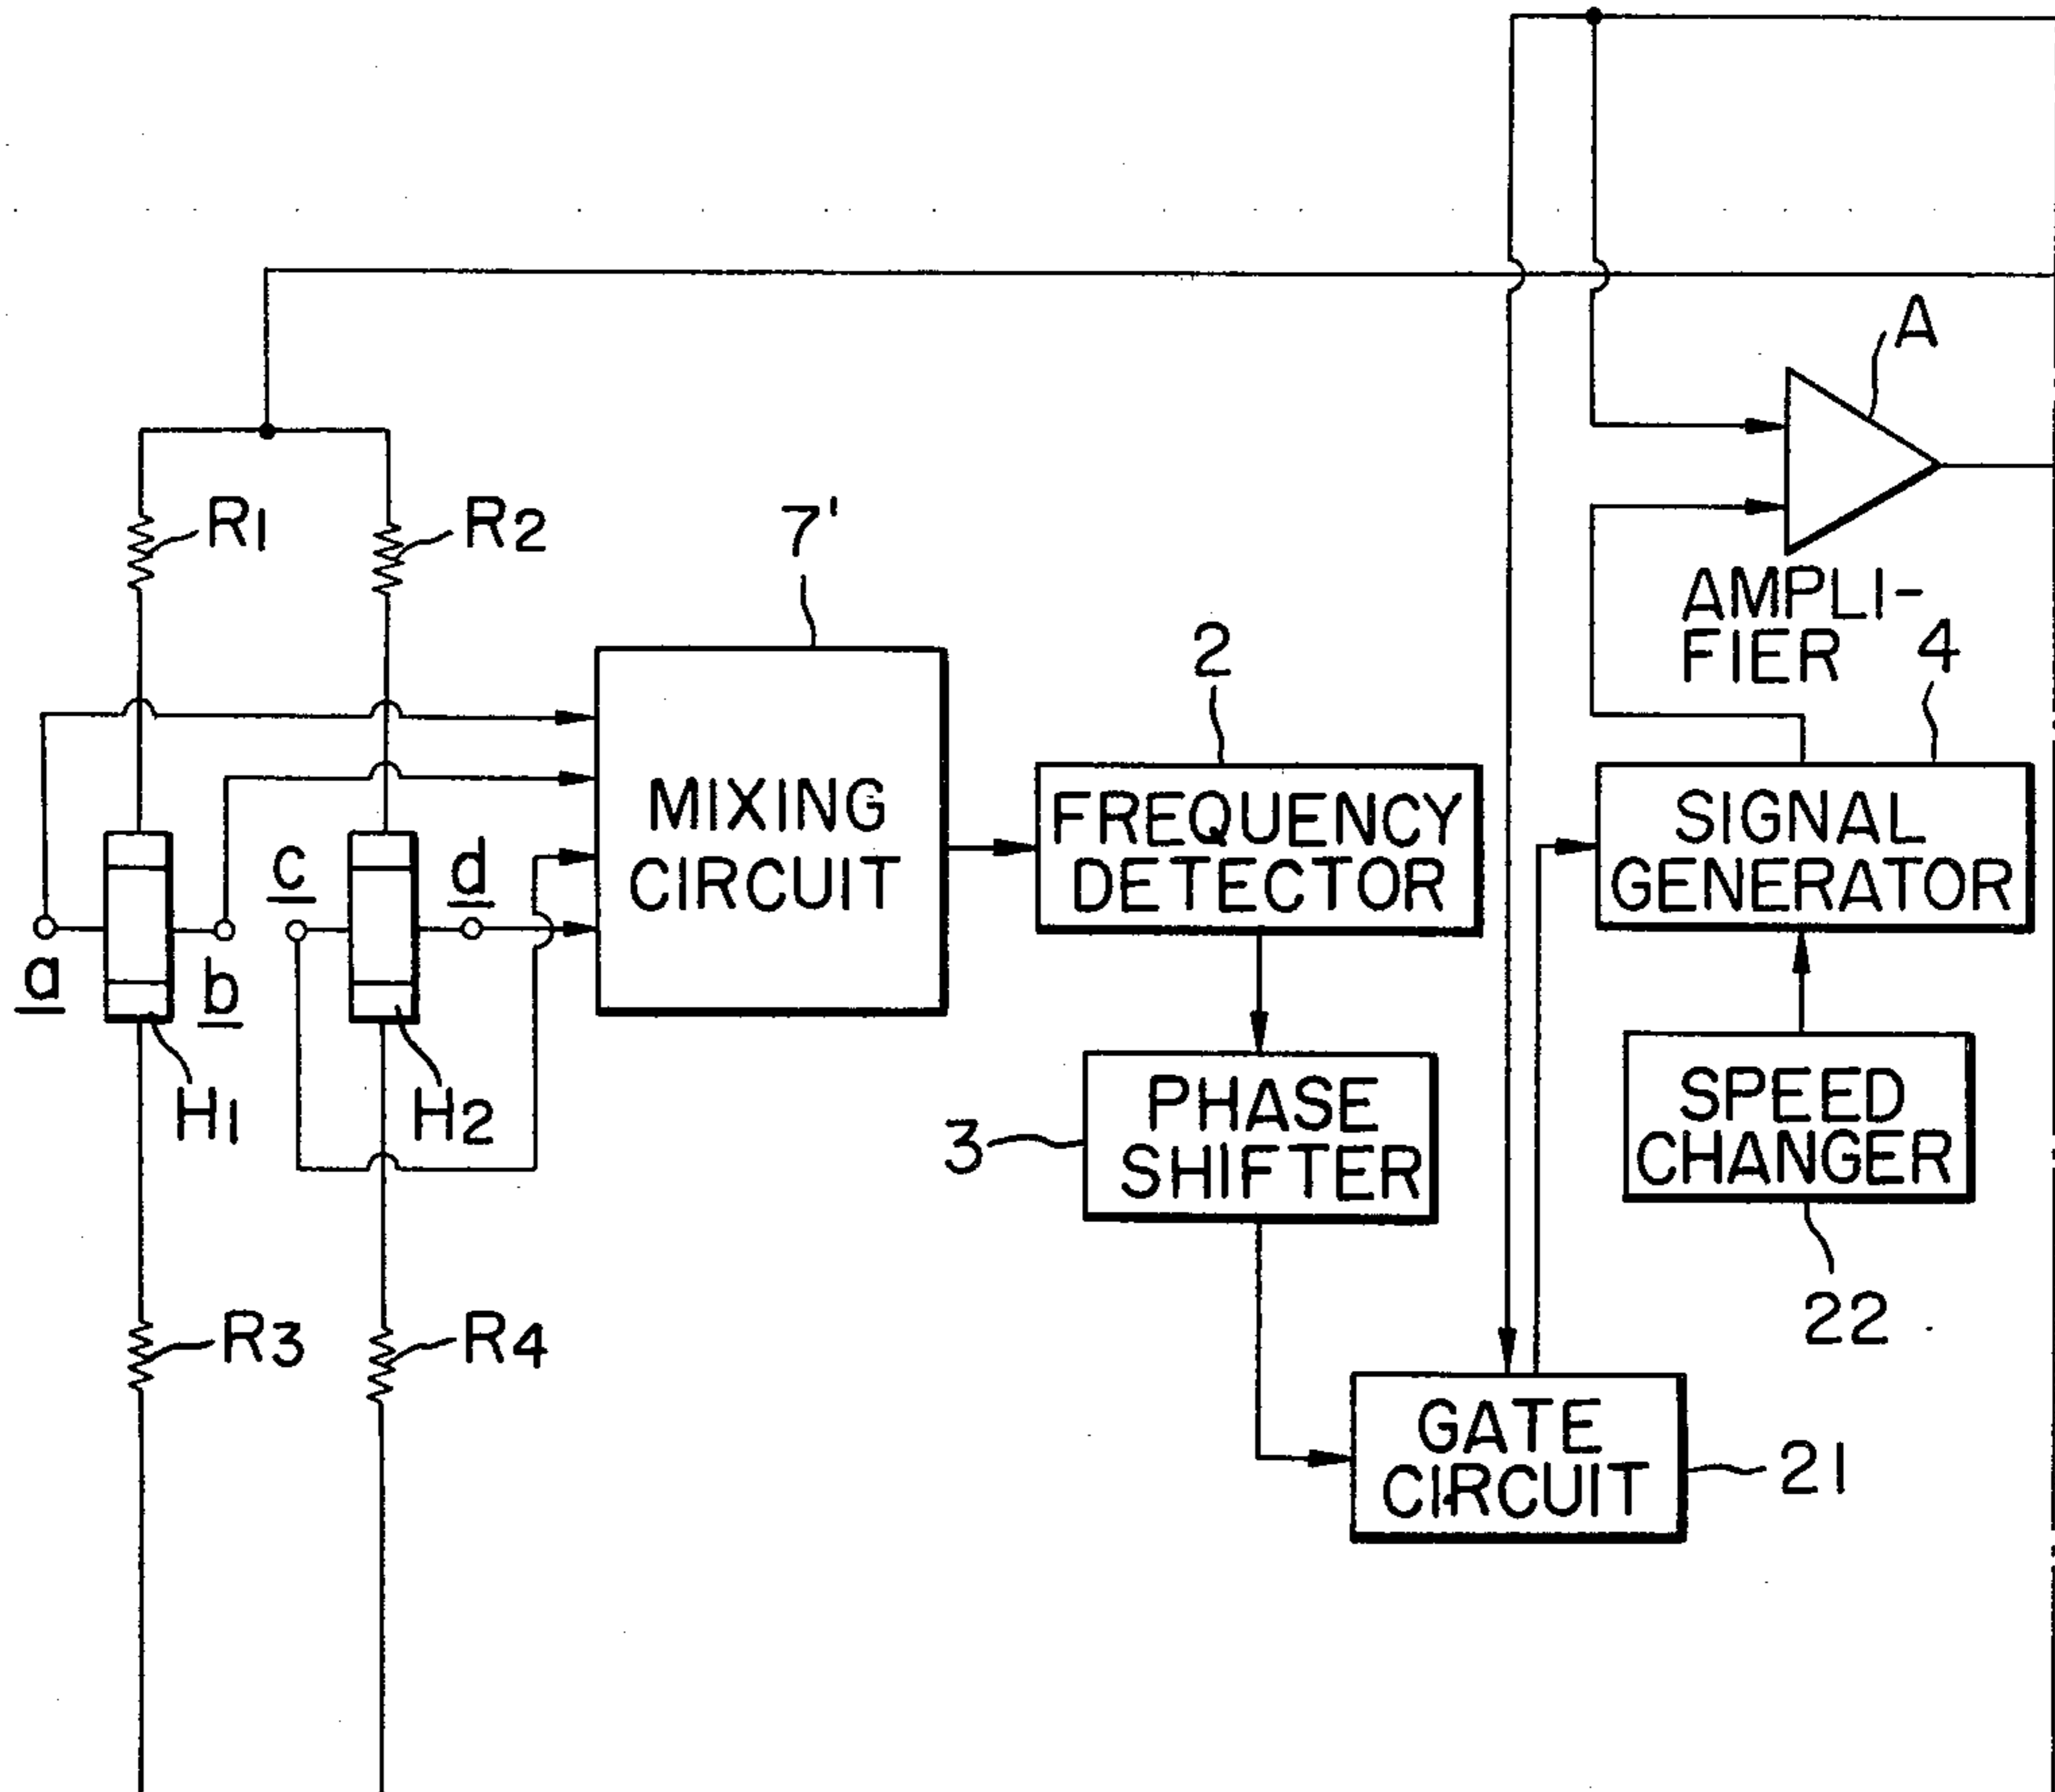 A
R1
R2
7'
AMPLI-
FIER
2
4
MIXING
CIRCUIT
FREQUENCY
DETECTOR
SIGNAL
GENERATOR
c
d
a
b
H1
H2
PHASE
SHIFTER
3
SPEED
CHANGER
22
R3
R4
GATE
CIRCUIT
21